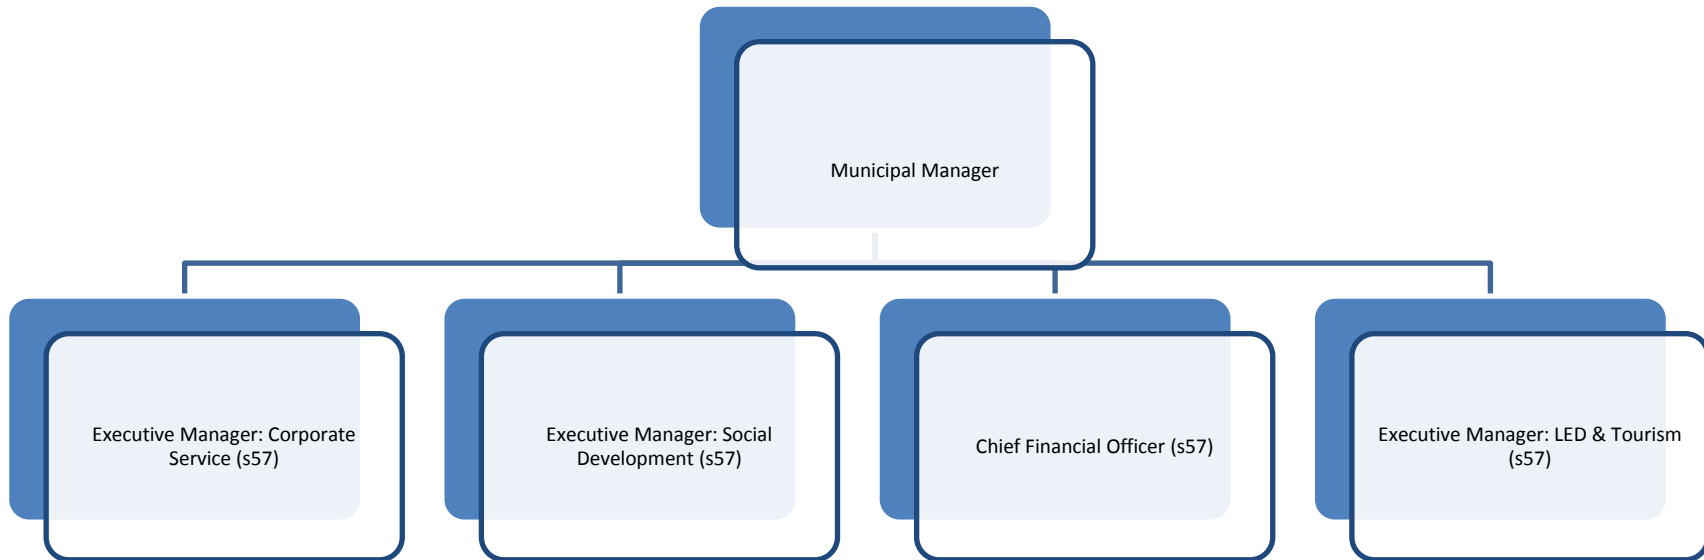 Municipal Manager
Executive Manager: Corporate
Service (s57)
Executive Manager: Social
Development (s57)
Chief Financial Officer (s57)
Executive Manager: LED & Tourism
(s57)